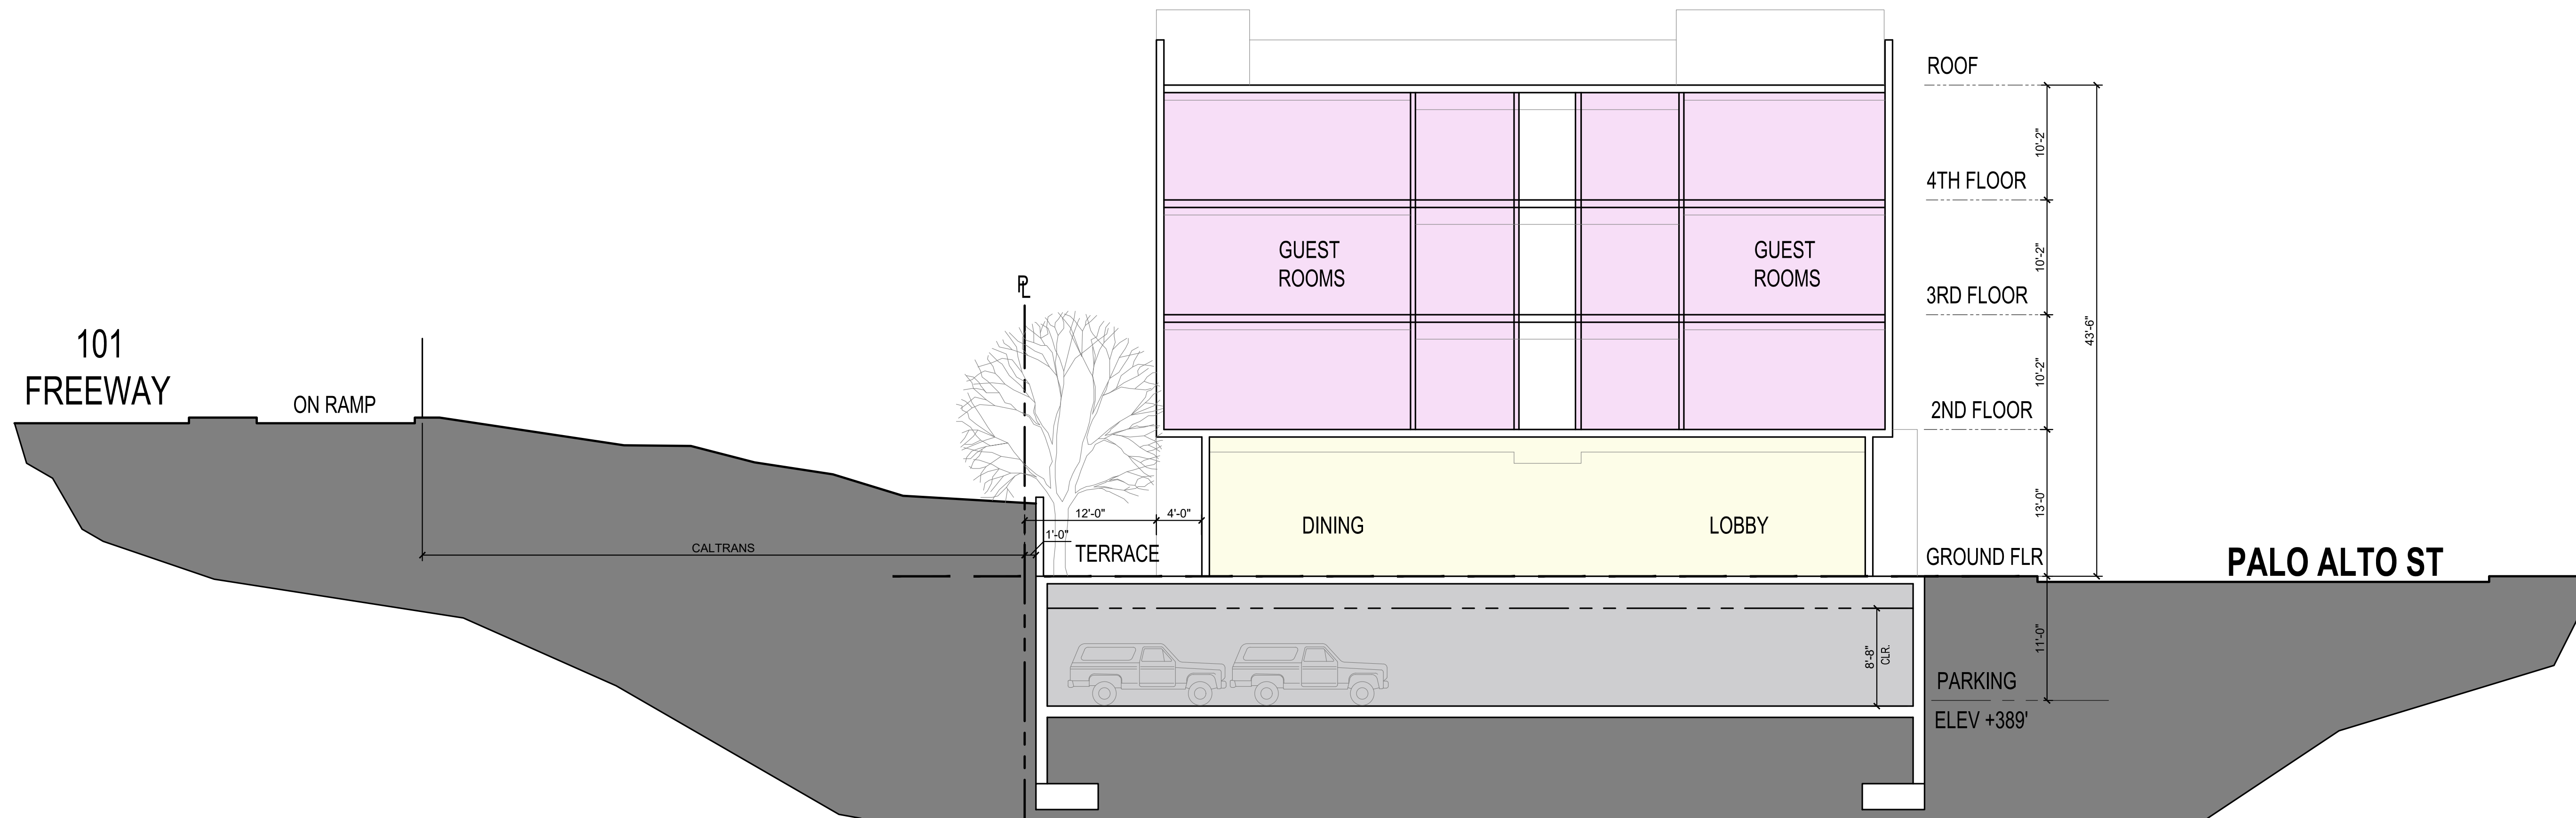 ROOF
10'-2"
4TH FLOOR
GUEST
ROOMS
GUEST
ROOMS
10'-2"
PL
3RD FLOOR
101
FREEWAY
43'-6"
10'-2"
ON RAMP
2ND FLOOR
12'-0"
4'-0"
DINING
LOBBY
13'-0"
1'-0"
CALTRANS
TERRACE
GROUND FLR
PALO ALTO ST
11'-0"
8'-8"
CLR.
PARKING
ELEV +389'